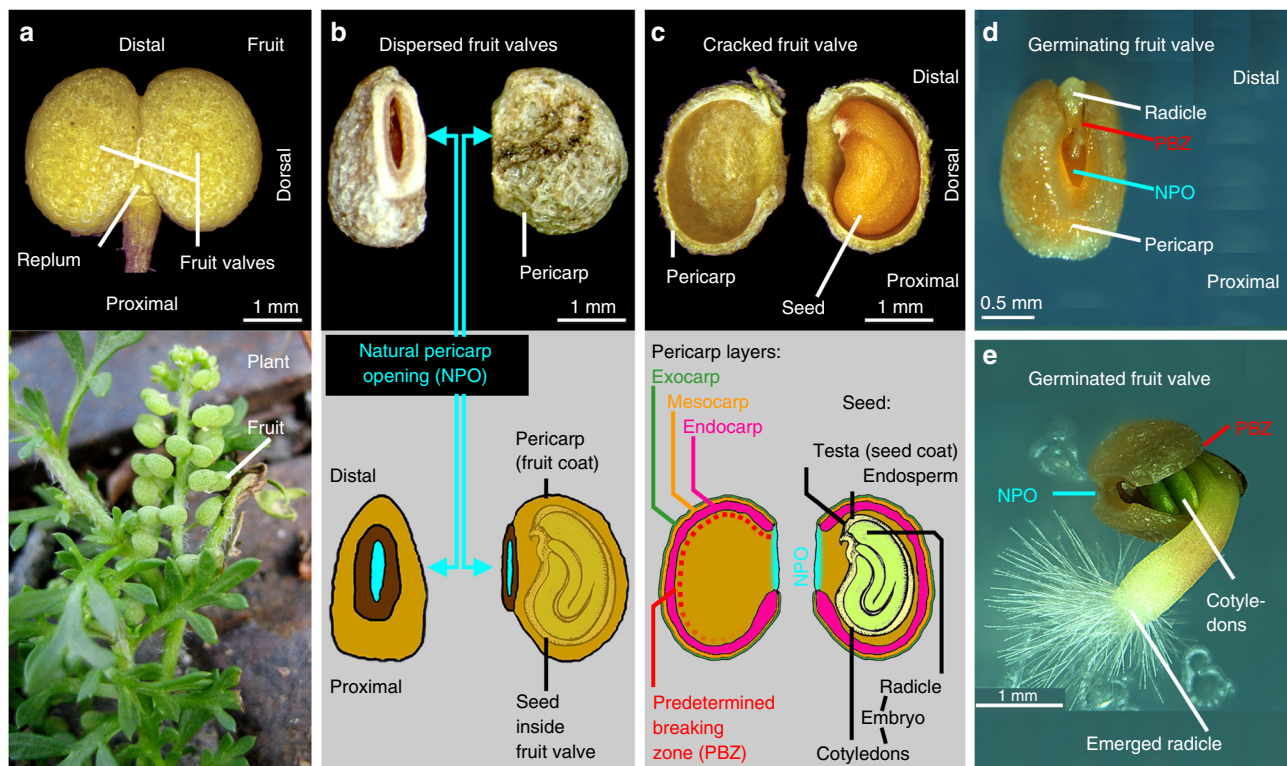 a
Distal
Fruit
Replum
Fruit valves
Proximal
1 mm
Plant
Fruit
b
Dispersed fruit valves
Dorsal
Pericarp
1 mm
Natural pericarp
opening (NPO)
Distal
Pericarp
(fruit coat)
Proximal
Seed
inside
fruit valve
c
Cracked fruit valve
Distal
Dorsal
Pericarp
Proximal
Seed
1 mm
Pericarp layers:
Exocarp
Mesocarp
Endocarp
Seed:
Testa (seed coat)
Endosperm
NPO
Predetermined
breaking
zone (PBZ)
Radicle
Embryo
Cotyledons
d
Germinating fruit valve
Distal
Radicle
PBZ
NPO
Pericarp
Proximal
0.5 mm
e
Germinated fruit valve
PBZ
NPO
Cotyle-
dons
1 mm
Emerged radicle